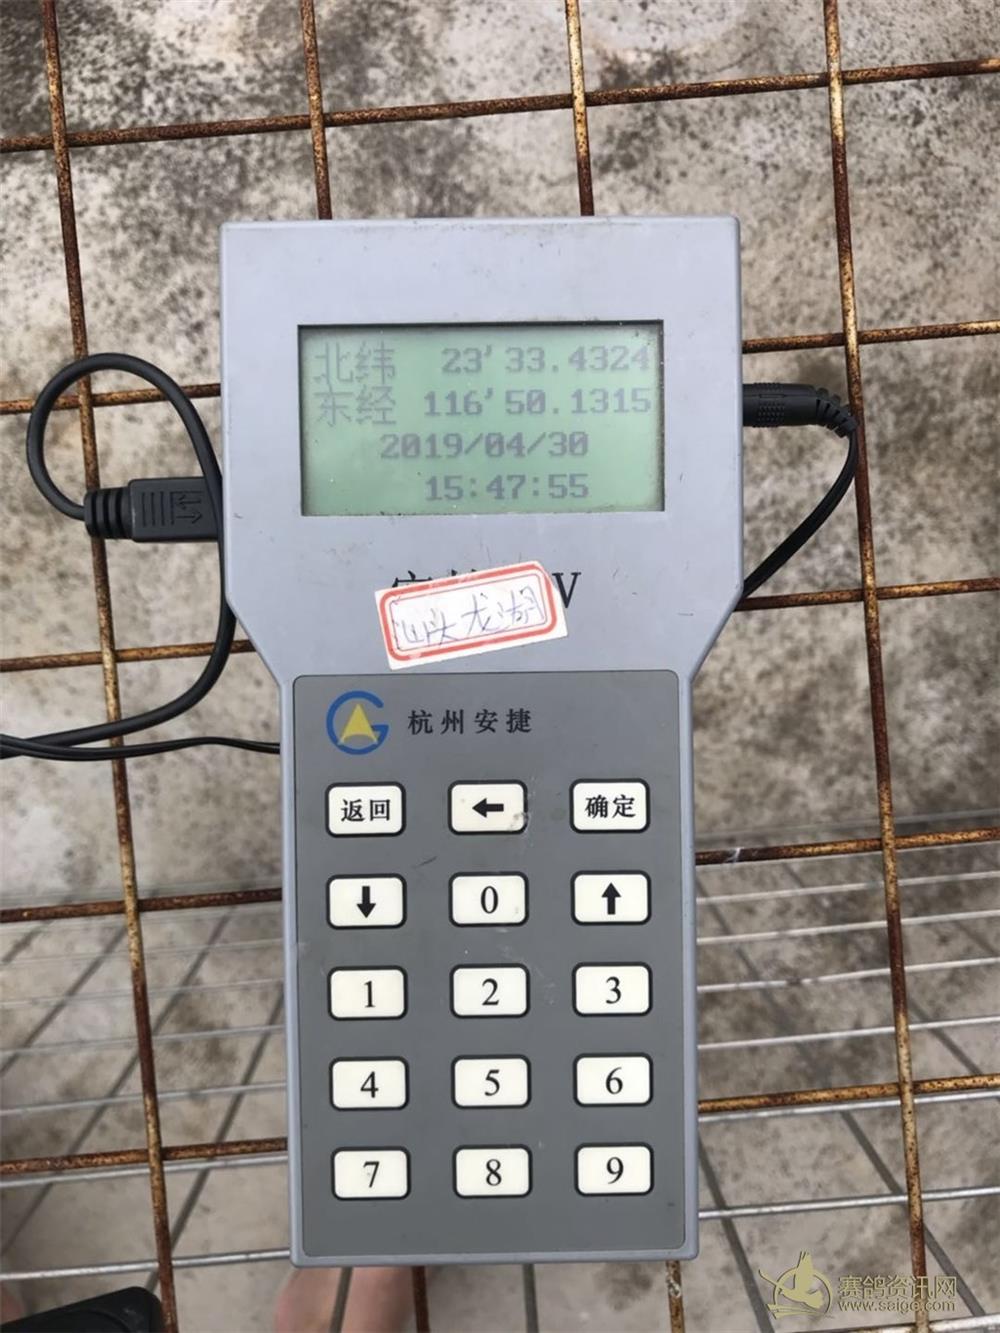 北纬 23'33.4324
东经 116'50.1315
2019/04/30
15:47:55
V
汕头龙湖
杭州安捷
返回 ← 确定
↓ 0 ↑
1 2 3
4 5 6
7 8 9
赛鸽资讯网
www.saige.com